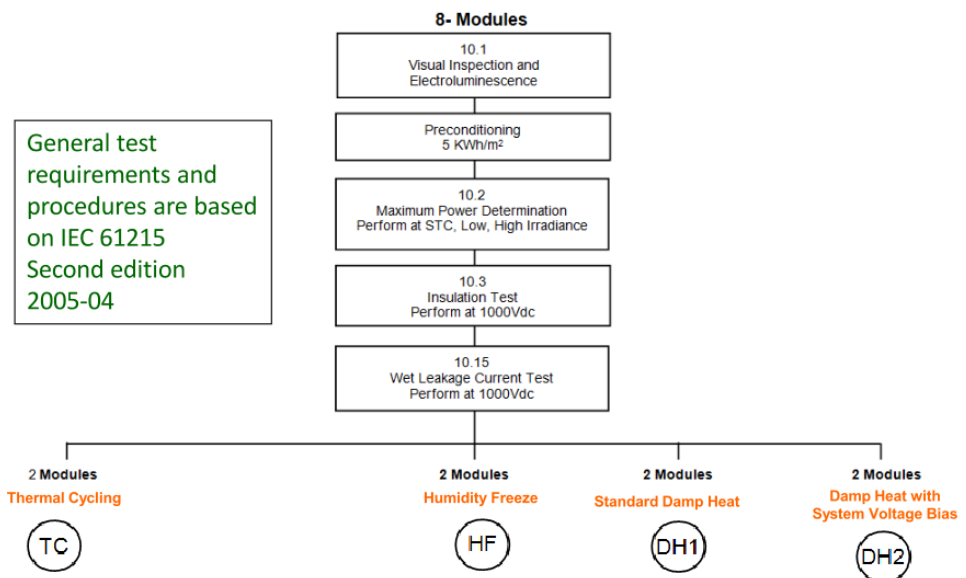 8- Modules
10.1
Visual Inspection and
Electroluminescence
Preconditioning
5 KWh/m²
General test
requirements and
procedures are based
on IEC 61215
Second edition
2005-04
10.2
Maximum Power Determination
Perform at STC, Low, High Irradiance
10.3
Insulation Test
Perform at 1000Vdc
10.15
Wet Leakage Current Test
Perform at 1000Vdc
2 Modules
Thermal Cycling
TC
2 Modules
Humidity Freeze
HF
2 Modules
Standard Damp Heat
DH1
2 Modules
Damp Heat with
System Voltage Bias
DH2